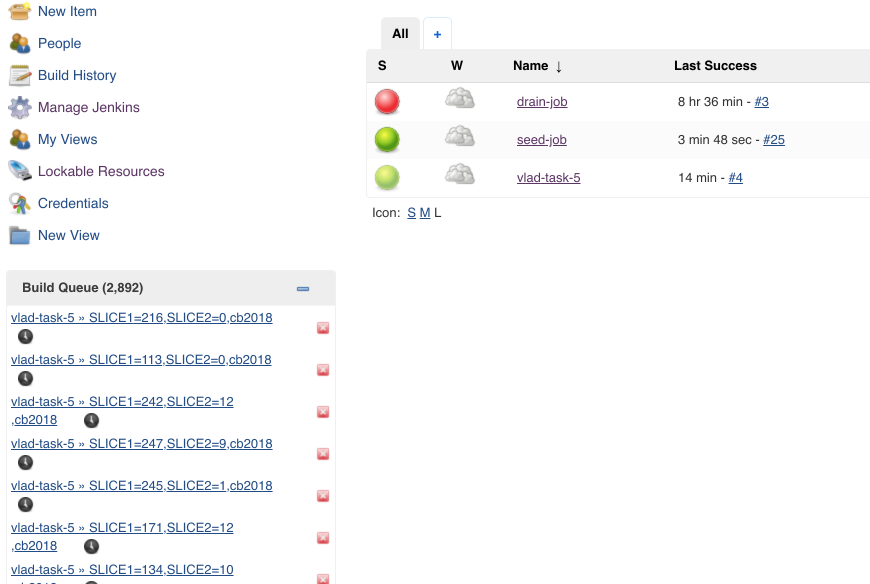 New Item
People
Build History
Manage Jenkins
My Views
Lockable Resources
Credentials
New View
Build Queue (2,892)
vlad-task-5 » SLICE1=216,SLICE2=0,cb2018
vlad-task-5 » SLICE1=113,SLICE2=0,cb2018
vlad-task-5 » SLICE1=242,SLICE2=12
,cb2018
vlad-task-5 » SLICE1=247,SLICE2=9,cb2018
vlad-task-5 » SLICE1=245,SLICE2=1,cb2018
vlad-task-5 » SLICE1=171,SLICE2=12
,cb2018
vlad-task-5 » SLICE1=134,SLICE2=10
All +
S W Name ↓ Last Success
drain-job 8 hr 36 min - #3
seed-job 3 min 48 sec - #25
vlad-task-5 14 min - #4
Icon: S M L